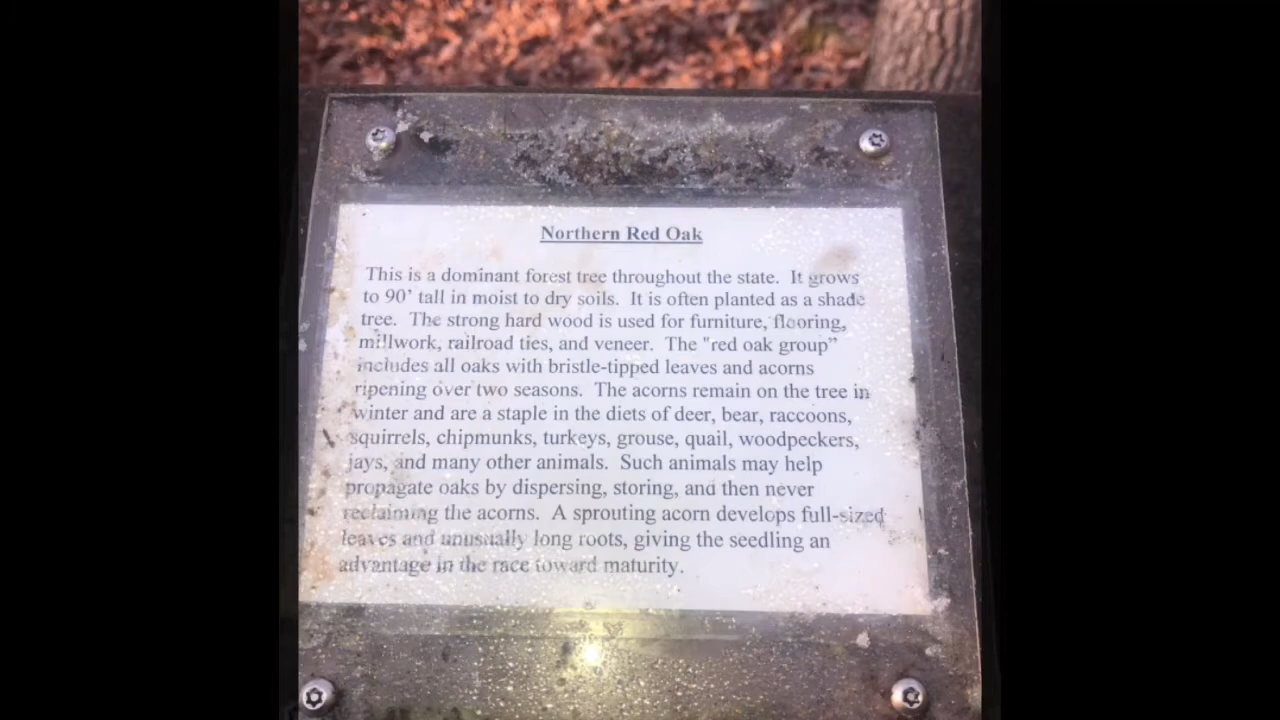 Northern Red Oak
This is a dominant forest tree throughout the state. It grows
to 90' tall in moist to dry soils. It is often planted as a shade
tree. The strong hard wood is used for furniture, flooring,
millwork, railroad ties, and veneer. The "red oak group”
includes all oaks with bristle-tipped leaves and acorns
ripening over two seasons. The acorns remain on the tree in
winter and are a staple in the diets of deer, bear, raccoons,
squirrels, chipmunks, turkeys, grouse, quail, woodpeckers,
jays, and many other animals. Such animals may help
propagate oaks by dispersing, storing, and then never
reclaiming the acorns. A sprouting acorn develops full-sized
leaves and unusually long roots, giving the seedling an
advantage in the race toward maturity.